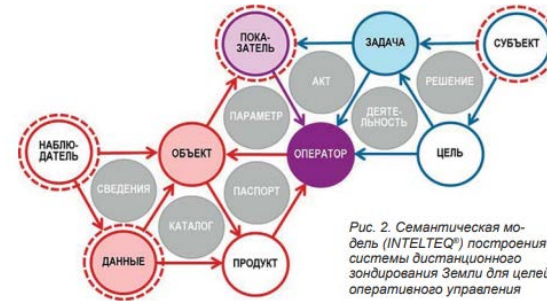 ПОКА-
ЗАТЕЛЬ
ЗАДАЧА
СУБЪЕКТ
АКТ
РЕШЕНИЕ
ПАРАМЕТР
ДЕЯТЕ-
ЛЬНОСТЬ
НАБЛЮ-
ДАТЕЛЬ
ОБЪЕКТ
ОПЕРАТОР
ЦЕЛЬ
СВЕДЕНИЯ
ПАСПОРТ
КАТАЛОГ
ДАННЫЕ
ПРОДУКТ
Рис. 2. Семантическая мо-
дель (INTELTEQ®) построения
системы дистанционного
зондирования Земли для целей
оперативного управления